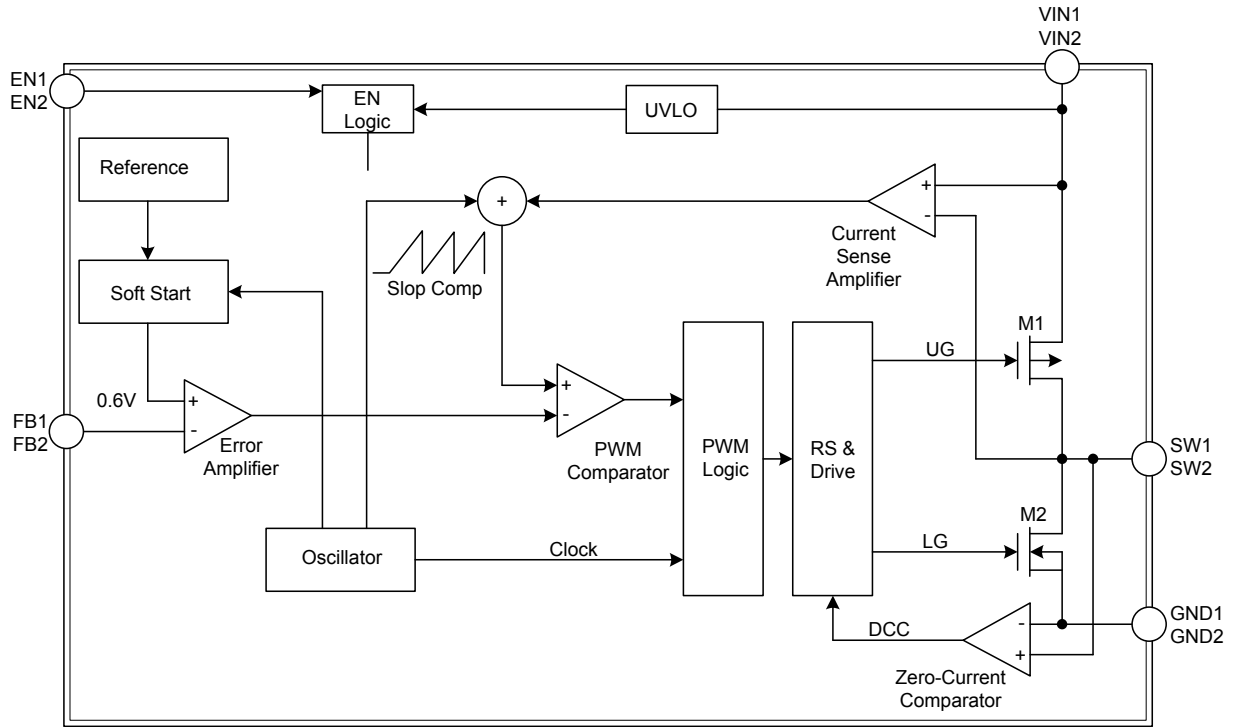 VIN1
VIN2
EN1
EN2
EN
Logic
UVLO
Reference
+
+
-
Current
Sense
Amplifier
Slop Comp
Soft Start
M1
UG
0.6V
+
-
Error
Amplifier
FB1
FB2
+
-
PWM
Comparator
PWM
Logic
RS &
Drive
SW1
SW2
M2
LG
Oscillator
Clock
DCC
-
+
Zero-Current
Comparator
GND1
GND2